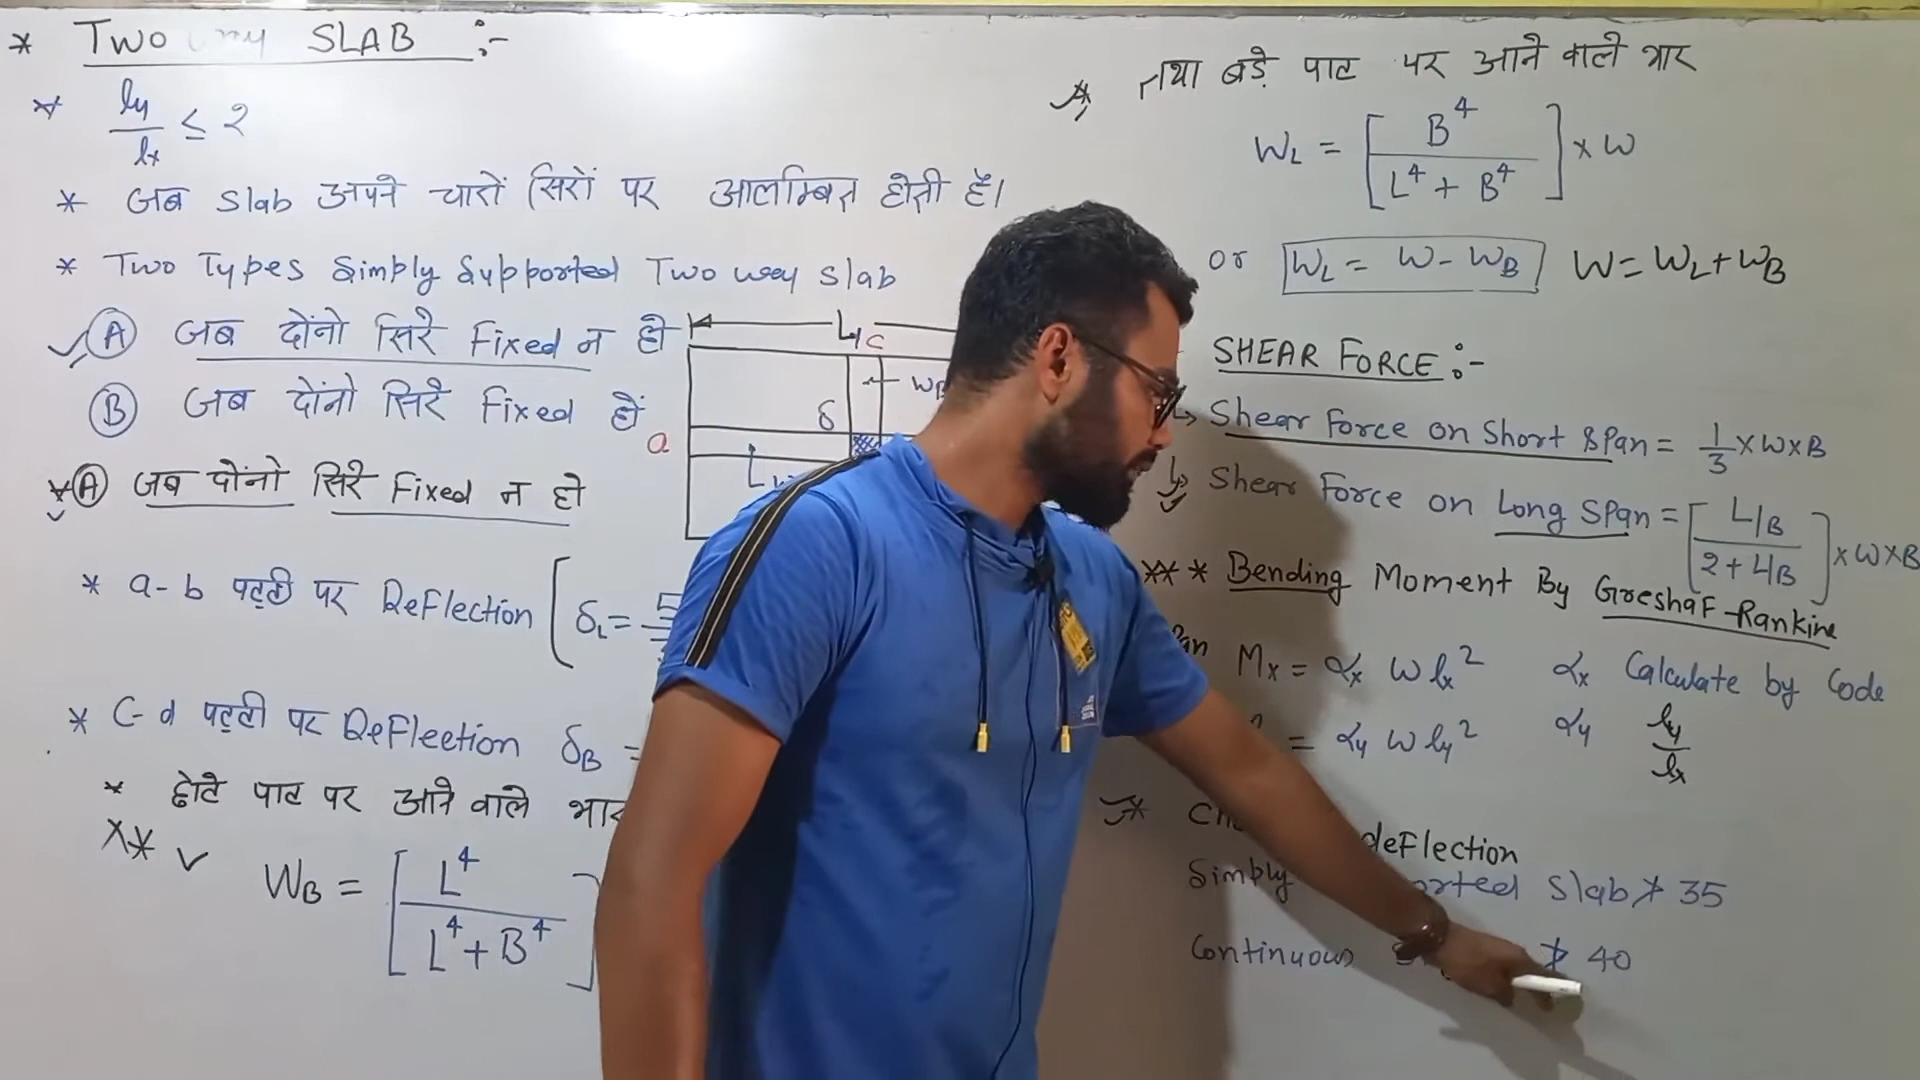 * TWO way SLAB :-
* ly/lx ≤ 2
* जब Slab अपने चारों सिरों पर आलम्बित होती है।
* Two Types Simply Supported Two way slab
(A) जब दोंनो सिरे Fixed न हो
(B) जब दोंनो सिरे Fixed हों
L
c
δ
a
(A) जब दोंनो सिरे Fixed न हो
* a-b पट्टी पर Deflection [ δL =
* C-d पट्टी पर Deflection δB =
* छोटे पाट पर आने वाले भार
WB = [ L⁴ / L⁴ + B⁴ ]
* तथा बड़े पाट पर आने वाले भार
WL = [ B⁴ / L⁴ + B⁴ ] × W
or WL = W - WB W = WL + WB
SHEAR FORCE :-
↳ Shear Force on Short Span = 1/3 × W × B
↳ Shear Force on Long Span = [ L/B / 2 + L/B ] × W × B
*** Bending Moment By Greshaf-Rankine
Mx = αx W lx² αx Calculate by Code
= αy W ly² αy ly/lx
* deflection
Simply Slab ≯ 35
Continuous ≯ 40